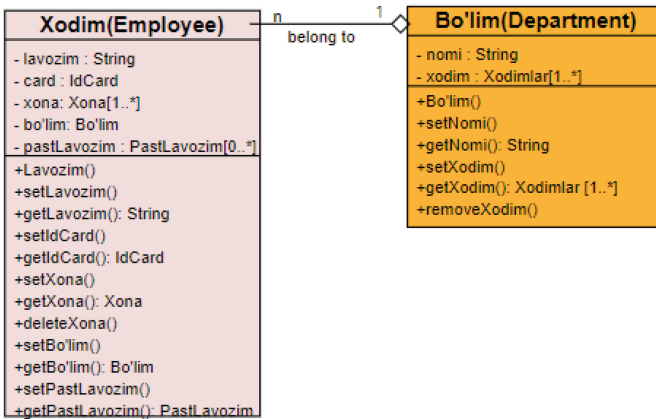 Xodim(Employee)
- lavozim : String
- card : IdCard
- xona: Xona[1..*]
- bo'lim: Bo'lim
- pastLavozim : PastLavozim[0..*]
+Lavozim()
+setLavozim()
+getLavozim(): String
+setIdCard()
+getIdCard(): IdCard
+setXona()
+getXona(): Xona
+deleteXona()
+setBo'lim()
+getBo'lim(): Bo'lim
+setPastLavozim()
+getPastLavozim(): PastLavozim
n
1
belong to
Bo'lim(Department)
- nomi : String
- xodim : Xodimlar[1..*]
+Bo'lim()
+setNomi()
+getNomi(): String
+setXodim()
+getXodim(): Xodimlar [1..*]
+removeXodim()